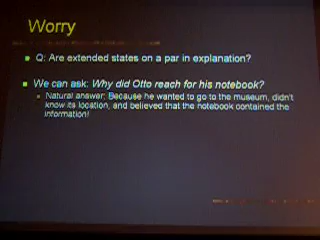 Worry
Q: Are extended states on a par in explanation?
We can ask: Why did Otto reach for his notebook?
Natural answer: Because he wanted to go to the museum, didn't
know its location, and believed that the notebook contained the
information!